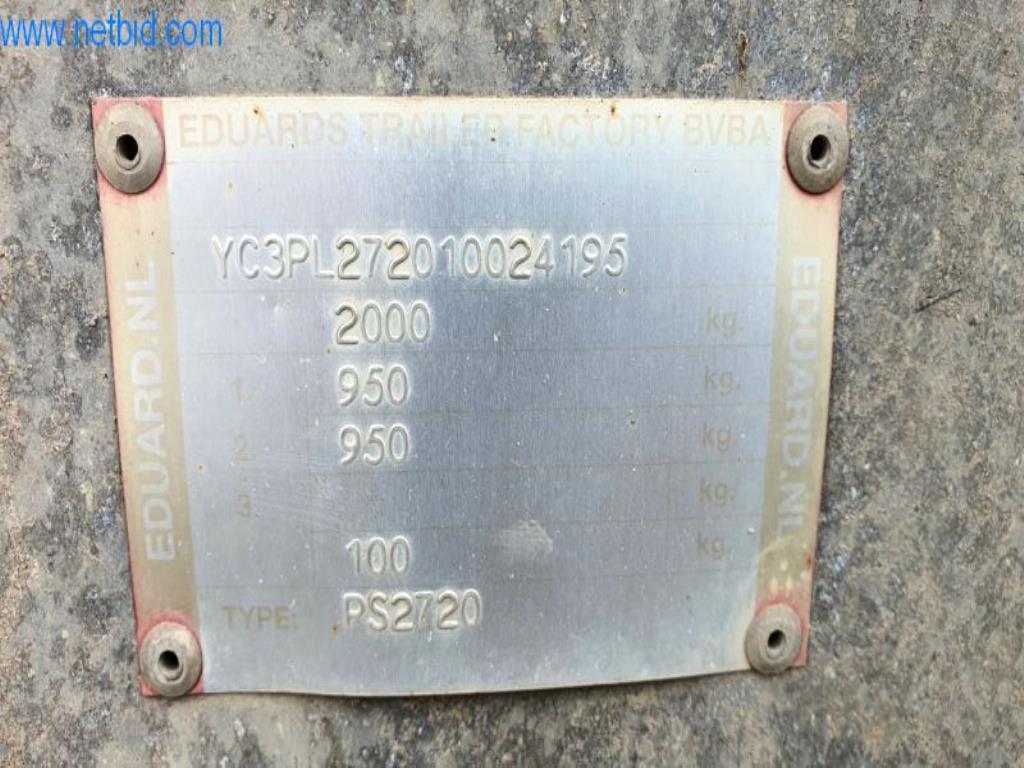 www.netbid.com
EDUARDS TRAILER FACTORY BVBA
YC3PL272010024195
2000 kg.
1. 950 kg.
2. 950 kg.
3. kg.
100 kg.
TYPE: PS2720
EDUARD.NL
EDUARD.NL